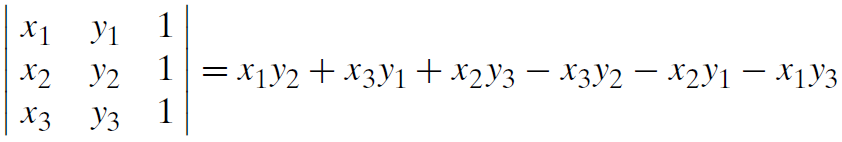 | x₁ y₁ 1 |
| x₂ y₂ 1 | = x₁y₂ + x₃y₁ + x₂y₃ − x₃y₂ − x₂y₁ − x₁y₃
| x₃ y₃ 1 |